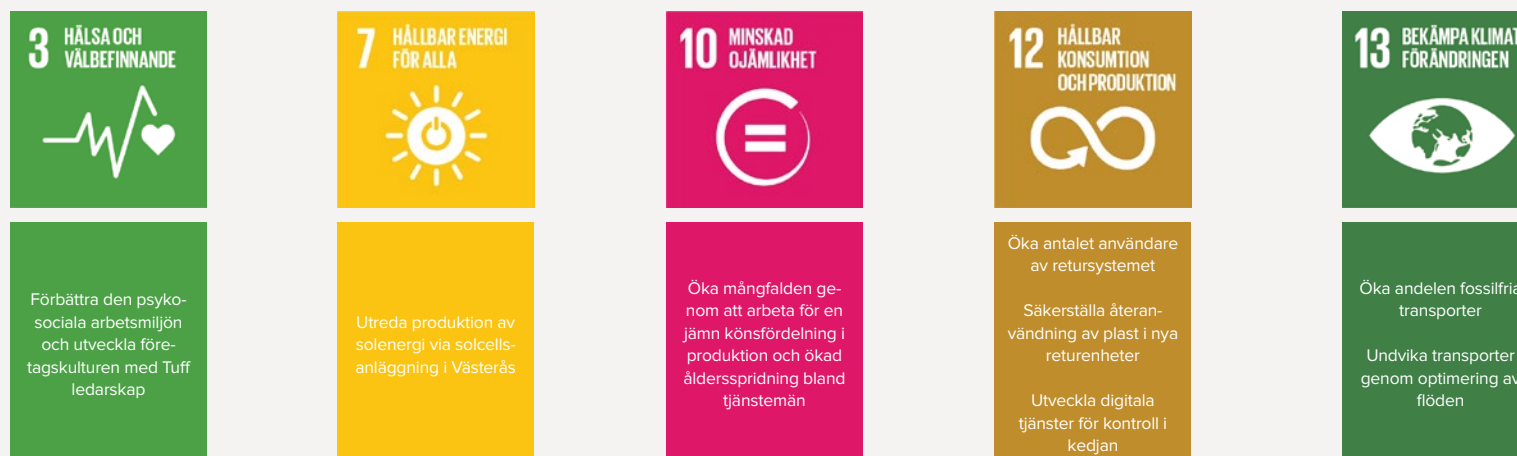 3 HÄLSA OCH
VÄLBEFINNANDE
Förbättra den psyko-
sociala arbetsmiljön
och utveckla före-
tagskulturen med Tuff
ledarskap
7 HÅLLBAR ENERGI
FÖR ALLA
Utreda produktion av
solenergi via solcells-
anläggning i Västerås
10 MINSKAD
OJÄMLIKHET
Öka mångfalden ge-
nom att arbeta för en
jämn könsfördelning i
produktion och ökad
åldersspridning bland
tjänstemän
12 HÅLLBAR
KONSUMTION
OCH PRODUKTION
Öka antalet användare
av retursystemet
Säkerställa återan-
vändning av plast i nya
returenheter
Utveckla digitala
tjänster för kontroll i
kedjan
13 BEKÄMPA KLIMAT
FÖRÄNDRINGEN
Öka andelen fossilfria
transporter
Undvika transporter
genom optimering av
flöden